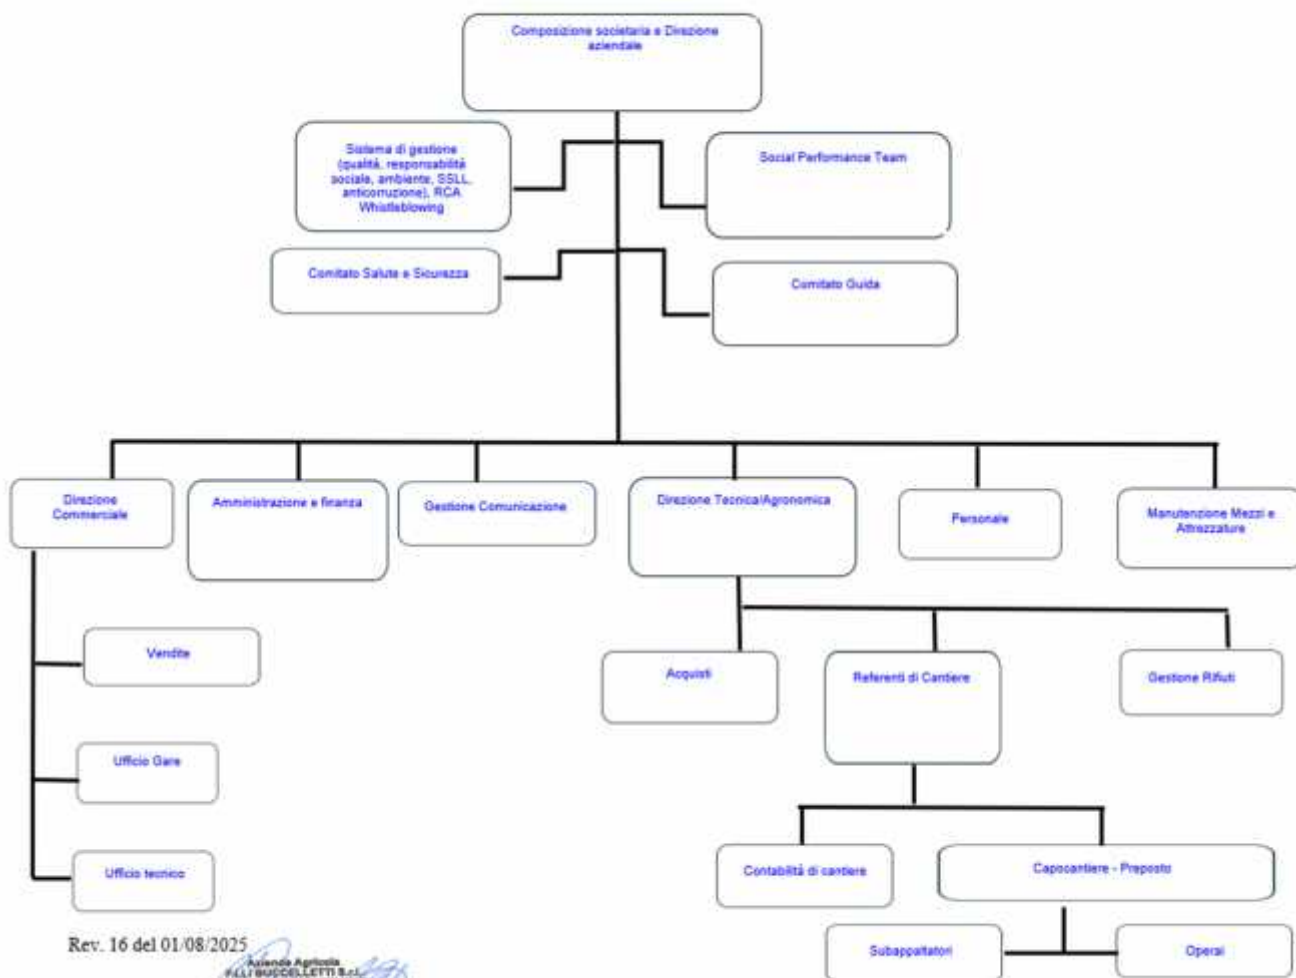 Composizione societaria e Direzione
aziendale
Sistema di gestione
(qualità, responsabilità
sociale, ambiente, SSLL,
anticorruzione), RCA
Whistleblowing
Social Performance Team
Comitato Salute e Sicurezza
Comitato Guida
Direzione
Commerciale
Amministrazione e finanza
Gestione Comunicazione
Direzione Tecnica/Agronomica
Personale
Manutenzione Mezzi e
Attrezzature
Vendite
Acquisti
Referenti di Cantiere
Gestione Rifiuti
Ufficio Gare
Ufficio tecnico
Contabilità di cantiere
Capocantiere - Preposto
Subappaltatori
Operai
Rev. 16 del 01/08/2025
Azienda Agricola
F.LLI BUCCELLETTI S.r.l.